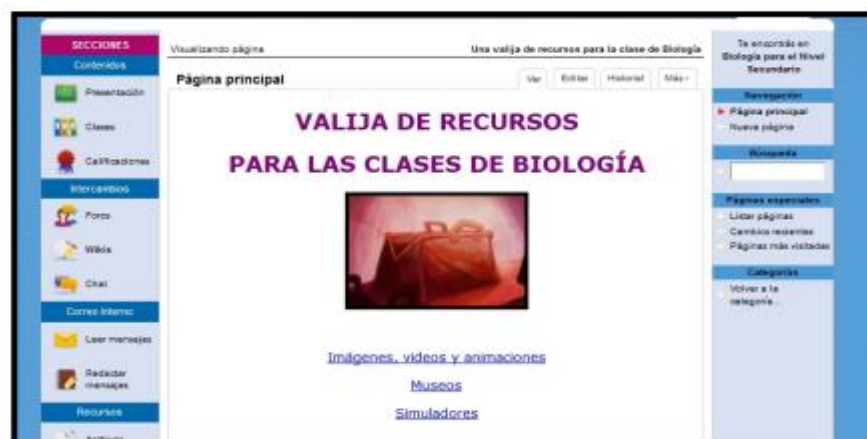 SECCIONES
Contenidos
Presentación
Clases
Calificaciones
Intercambios
Foros
Wikis
Chat
Correo interno
Leer mensajes
Redactar
mensajes
Recursos
Visualizando página
Una valija de recursos para la clase de Biología
Página principal
Ver
Editar
Historial
Más
VALIJA DE RECURSOS
PARA LAS CLASES DE BIOLOGÍA
Imágenes, videos y animaciones
Museos
Simuladores
Te encontrás en
Biología para el Nivel
Secundario
Navegación
Página principal
Nueva página
Búsqueda
Páginas especiales
Listar páginas
Cambios recientes
Páginas más visitadas
Categorías
Volver a la
categoría...